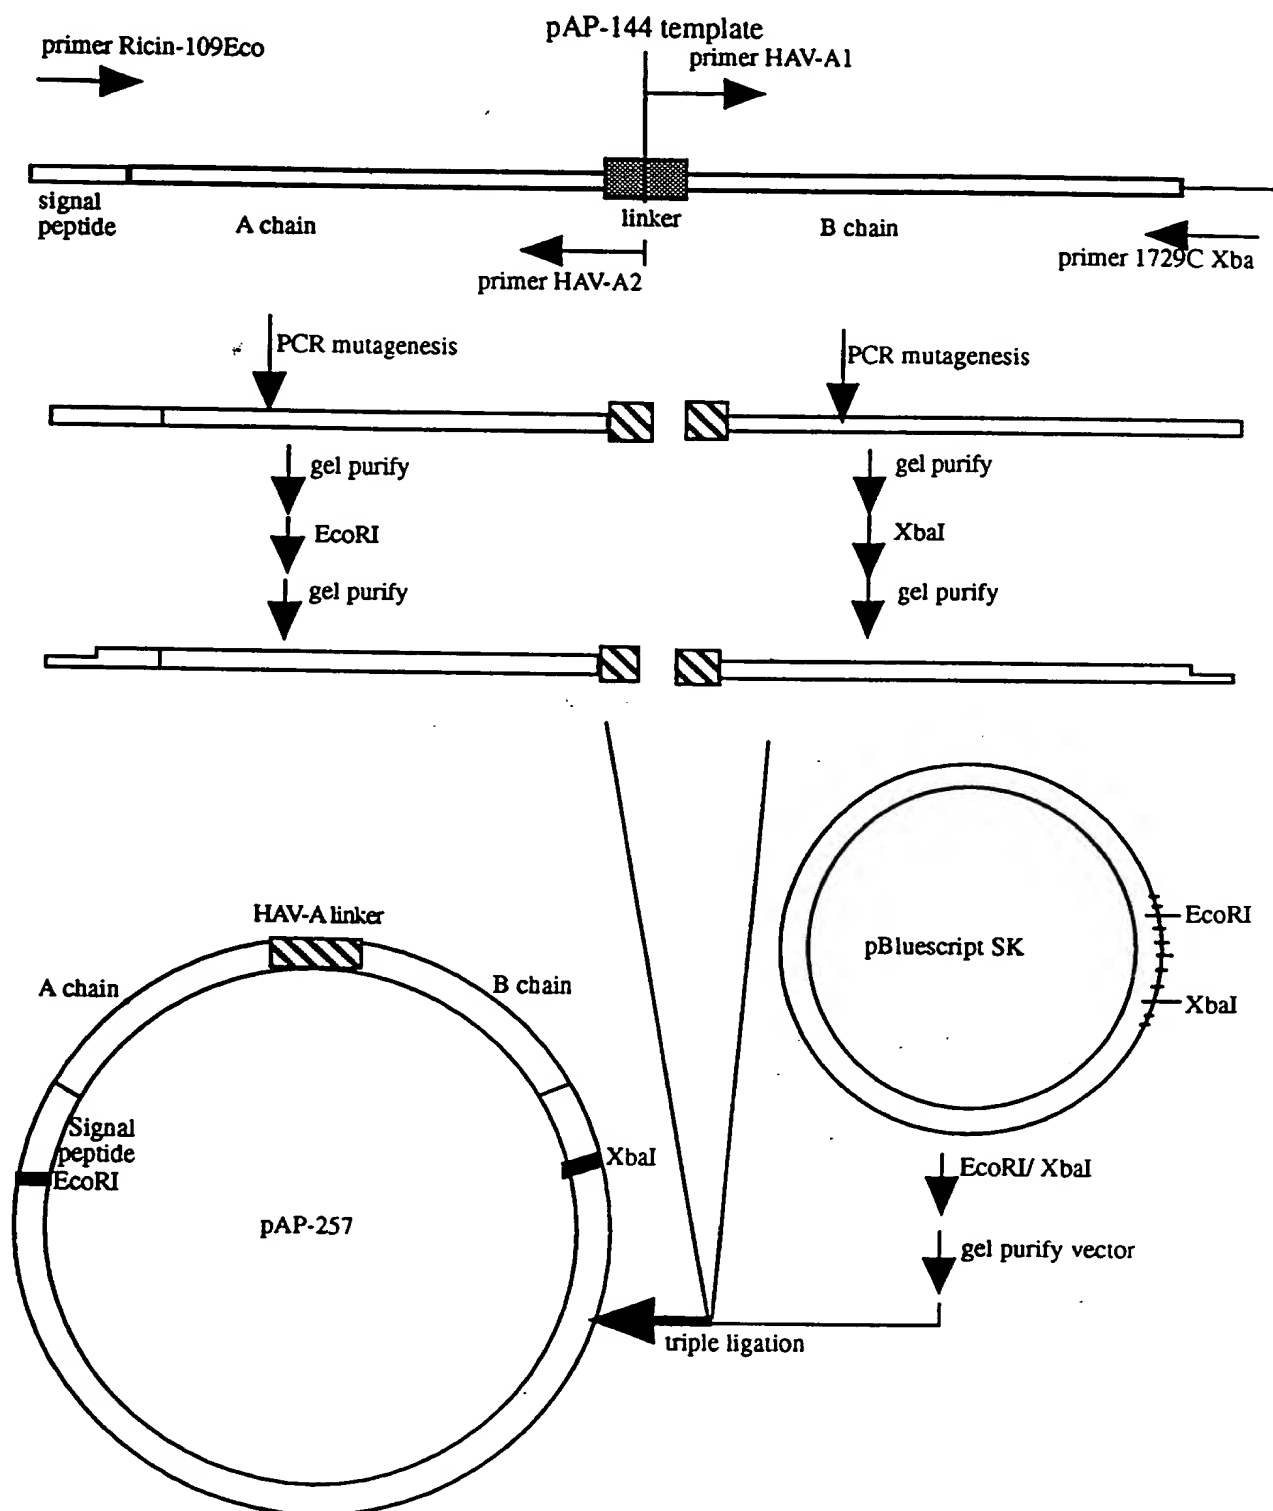 pAP-144 template
primer Ricin-109Eco
primer HAV-A1
signal
peptide
A chain
linker
B chain
primer HAV-A2
primer 1729C Xba
PCR mutagenesis
PCR mutagenesis
gel purify
gel purify
EcoRI
XbaI
gel purify
gel purify
HAV-A linker
A chain
B chain
pBluescript SK
EcoRI
XbaI
Signal
peptide
EcoRI
XbaI
pAP-257
EcoRI/ XbaI
gel purify vector
triple ligation